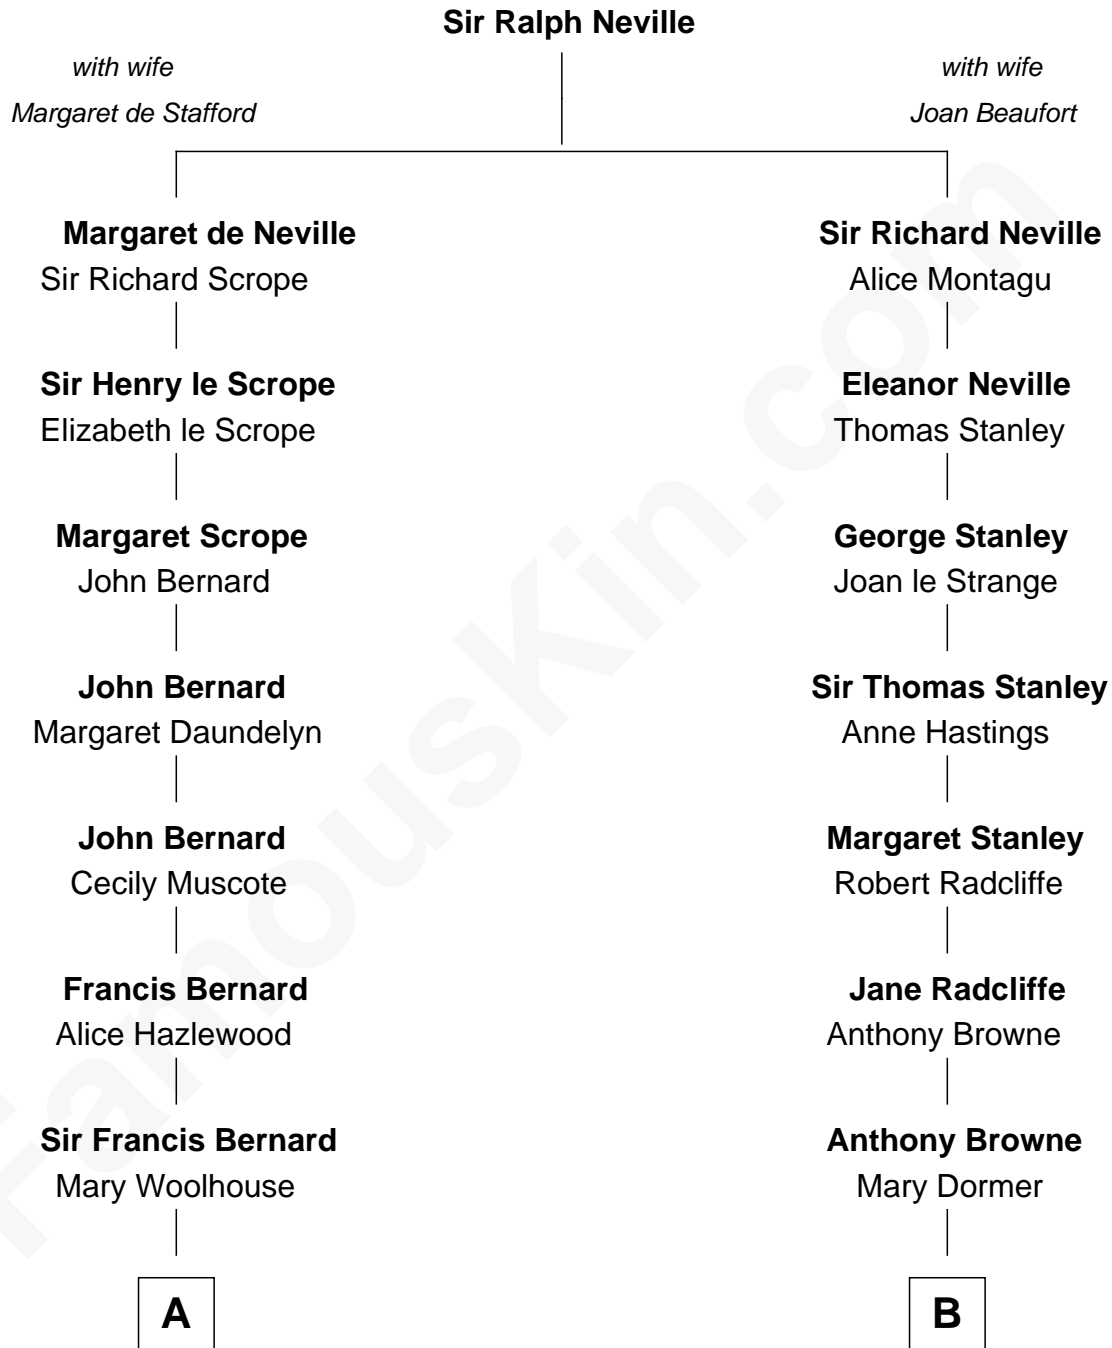 Sir Ralph Neville
with wife
Margaret de Stafford
with wife
Joan Beaufort
Margaret de Neville
Sir Richard Scrope
Sir Richard Neville
Alice Montagu
Sir Henry le Scrope
Elizabeth le Scrope
Eleanor Neville
Thomas Stanley
Margaret Scrope
John Bernard
George Stanley
Joan le Strange
John Bernard
Margaret Daundelyn
Sir Thomas Stanley
Anne Hastings
John Bernard
Cecily Muscote
Margaret Stanley
Robert Radcliffe
Francis Bernard
Alice Hazlewood
Jane Radcliffe
Anthony Browne
Sir Francis Bernard
Mary Woolhouse
Anthony Browne
Mary Dormer
A
B
FamousKin.com